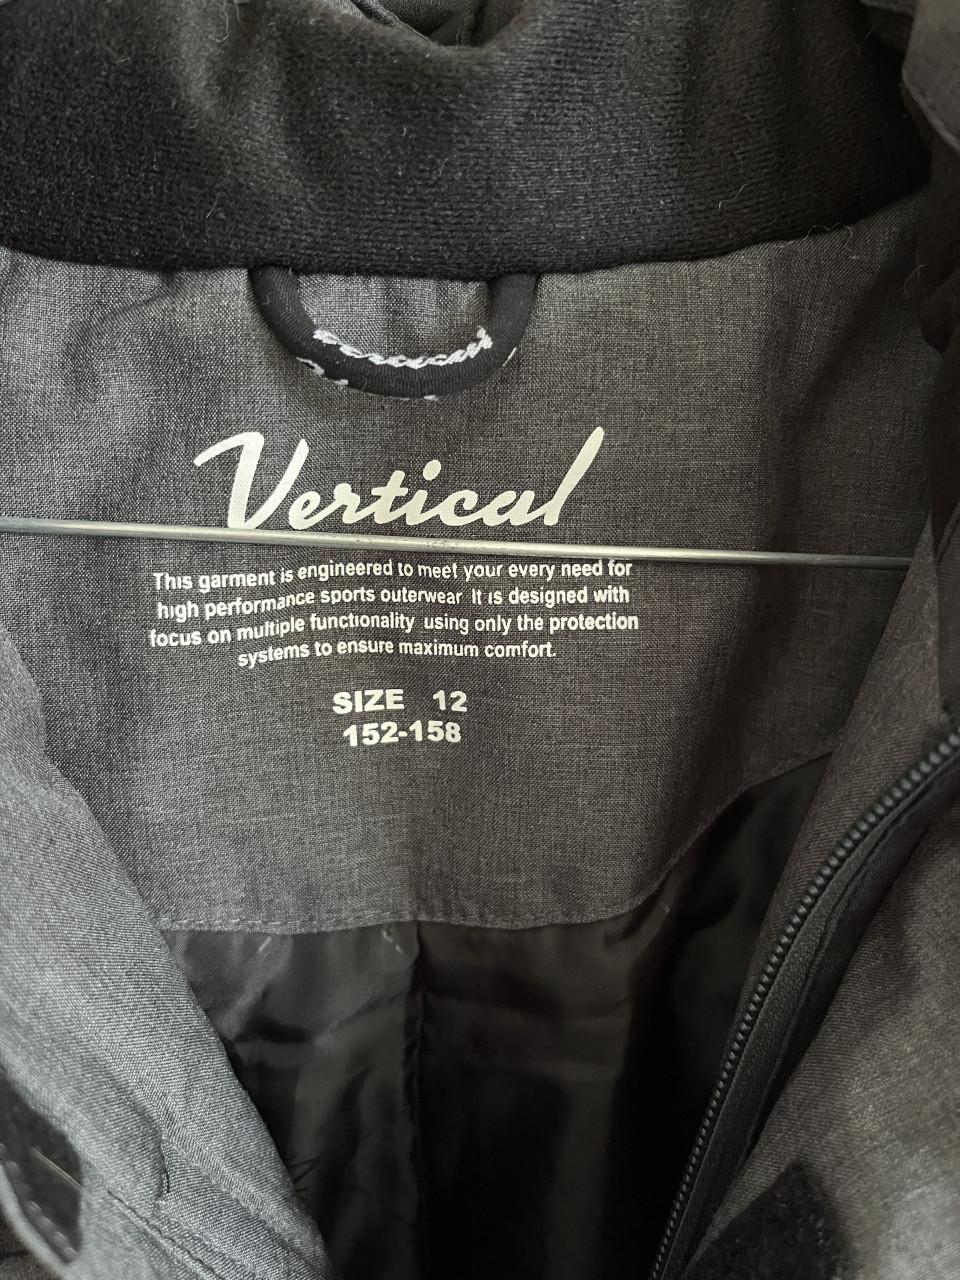 Vertical
This garment is engineered to meet your every need for
high performance sports outerwear It is designed with
focus on multiple functionality using only the protection
systems to ensure maximum comfort.
SIZE 12
152-158